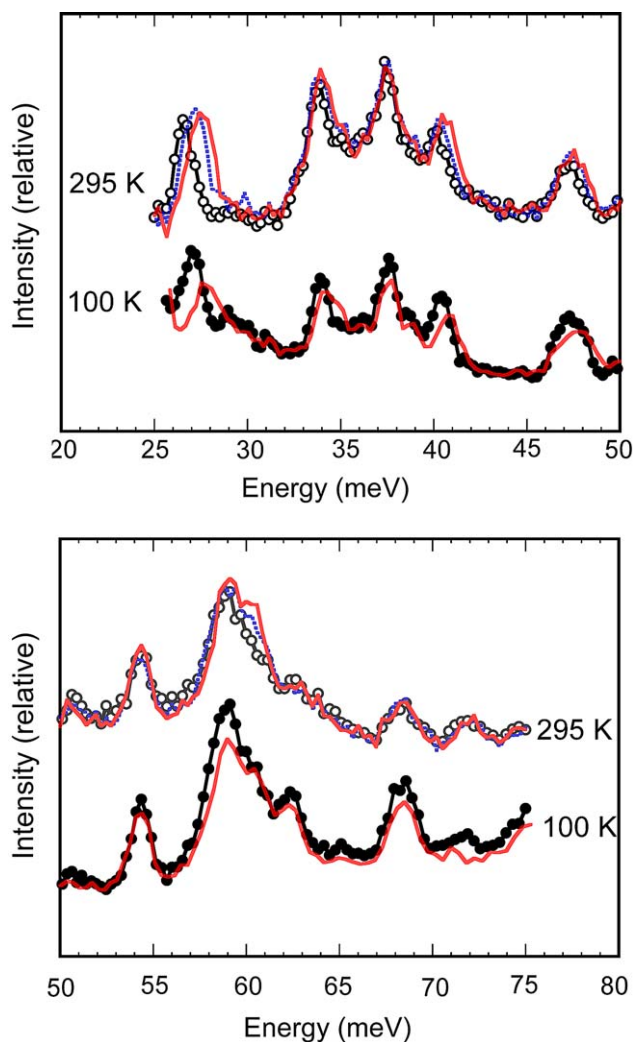 Intensity (relative)
295 K
100 K
20 25 30 35 40 45 50
Energy (meV)
Intensity (relative)
295 K
100 K
50 55 60 65 70 75 80
Energy (meV)